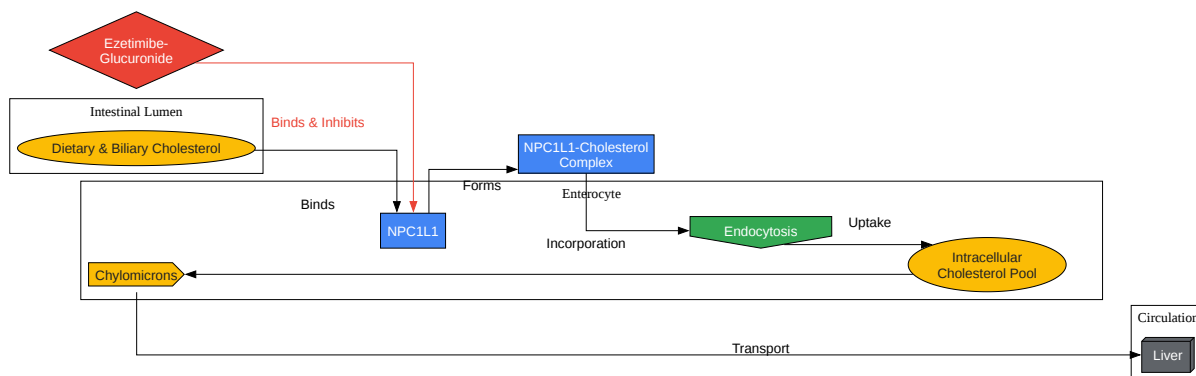 Ezetimibe-
Glucuronide
Intestinal Lumen
Dietary & Biliary Cholesterol
Binds & Inhibits
NPC1L1-Cholesterol
Complex
Forms
Enterocyte
Binds
NPC1L1
Incorporation
Endocytosis
Uptake
Intracellular
Cholesterol Pool
Chylomicrons
Transport
Circulation
Liver